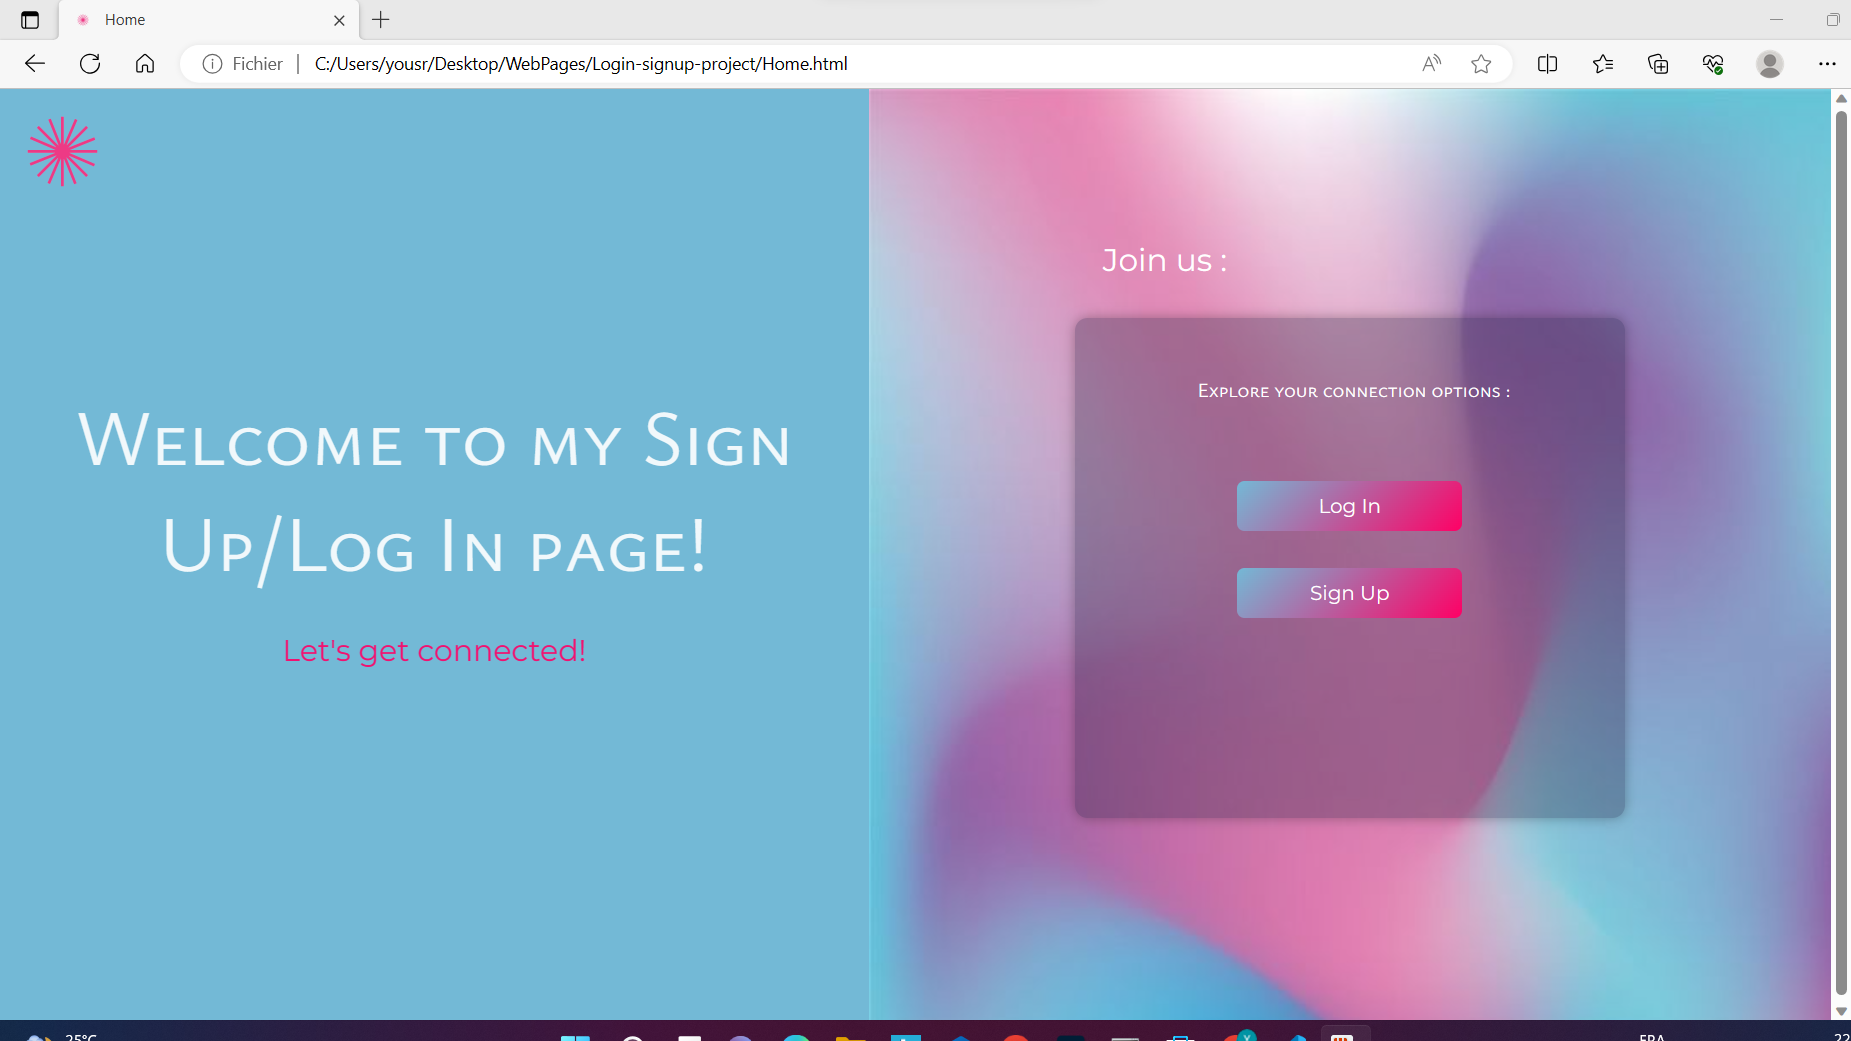 Home
Fichier
C:/Users/yousr/Desktop/WebPages/Login-signup-project/Home.html
Welcome to my Sign
Up/Log In page!
Let's get connected!
Join us :
Explore your connection options :
Log In
Sign Up
25°C
FRA
22